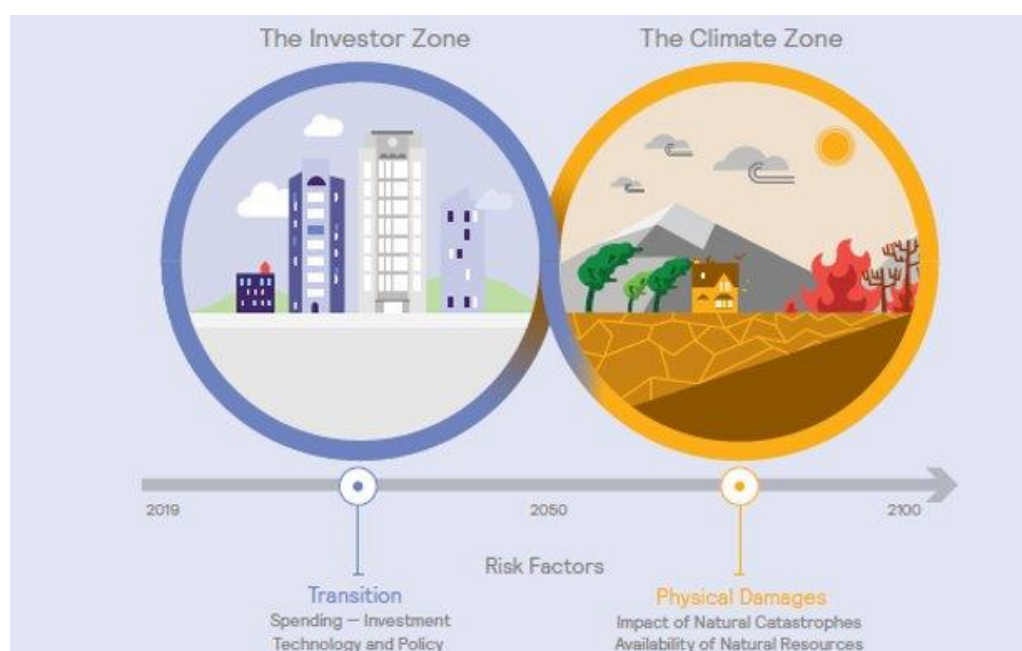 The Investor Zone
The Climate Zone
2019
2050
2100
Risk Factors
Transition
Spending — Investment
Technology and Policy
Physical Damages
Impact of Natural Catastrophes
Availability of Natural Resources